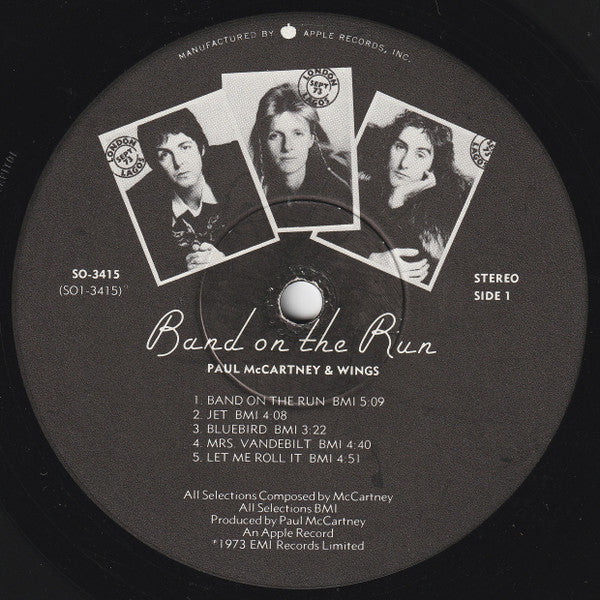 MANUFACTURED BY APPLE RECORDS, INC.
LONDON
SEPT
73
LAGOS
LONDON
SEPT
73
LAGOS
LONDON
SEPT
73
LAGOS
SO-3415
(SO1-3415)
STEREO
SIDE 1
Band on the Run
PAUL McCARTNEY & WINGS
1. BAND ON THE RUN BMI 5:09
2. JET BMI 4:08
3. BLUEBIRD BMI 3:22
4. MRS. VANDEBILT BMI 4:40
5. LET ME ROLL IT BMI 4:51
All Selections Composed by McCartney
All Selections BMI
Produced by Paul McCartney
An Apple Record
℗1973 EMI Records Limited